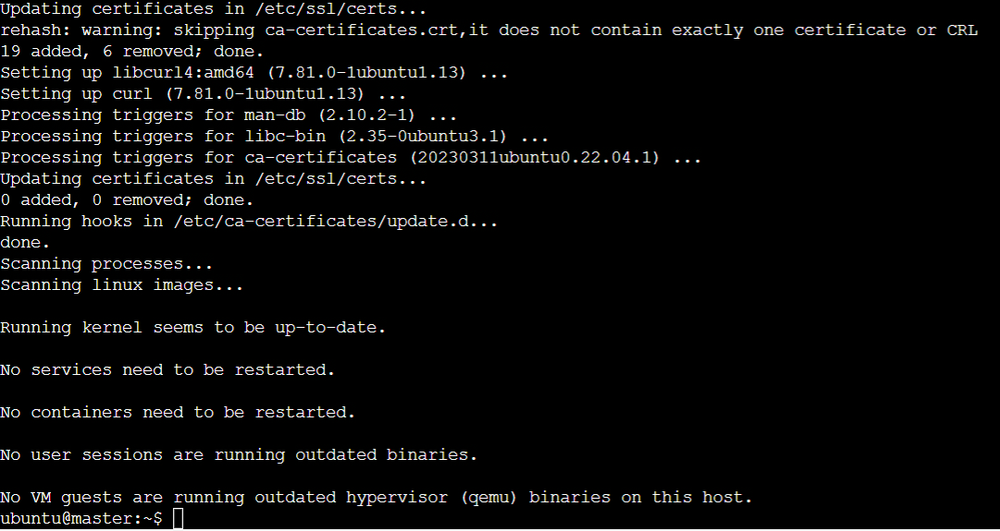 Updating certificates in /etc/ssl/certs...
rehash: warning: skipping ca-certificates.crt,it does not contain exactly one certificate or CRL
19 added, 6 removed; done.
Setting up libcurl4:amd64 (7.81.0-1ubuntu1.13) ...
Setting up curl (7.81.0-1ubuntu1.13) ...
Processing triggers for man-db (2.10.2-1) ...
Processing triggers for libc-bin (2.35-0ubuntu3.1) ...
Processing triggers for ca-certificates (20230311ubuntu0.22.04.1) ...
Updating certificates in /etc/ssl/certs...
0 added, 0 removed; done.
Running hooks in /etc/ca-certificates/update.d...
done.
Scanning processes...
Scanning linux images...
Running kernel seems to be up-to-date.
No services need to be restarted.
No containers need to be restarted.
No user sessions are running outdated binaries.
No VM guests are running outdated hypervisor (qemu) binaries on this host.
ubuntu@master:~$